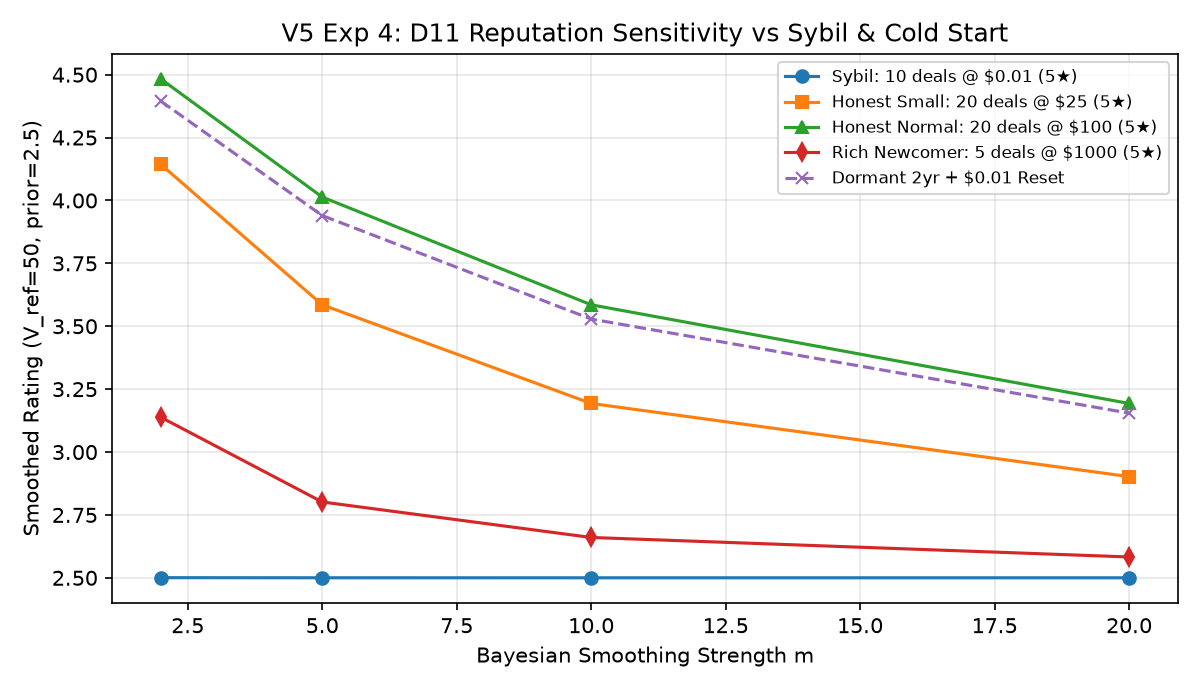 V5 Exp 4: D11 Reputation Sensitivity vs Sybil & Cold Start
Sybil: 10 deals @ $0.01 (5★)
Honest Small: 20 deals @ $25 (5★)
Honest Normal: 20 deals @ $100 (5★)
Rich Newcomer: 5 deals @ $1000 (5★)
Dormant 2yr + $0.01 Reset
Smoothed Rating (V_ref=50, prior=2.5)
4.50
4.25
4.00
3.75
3.50
3.25
3.00
2.75
2.50
2.5 5.0 7.5 10.0 12.5 15.0 17.5 20.0
Bayesian Smoothing Strength m